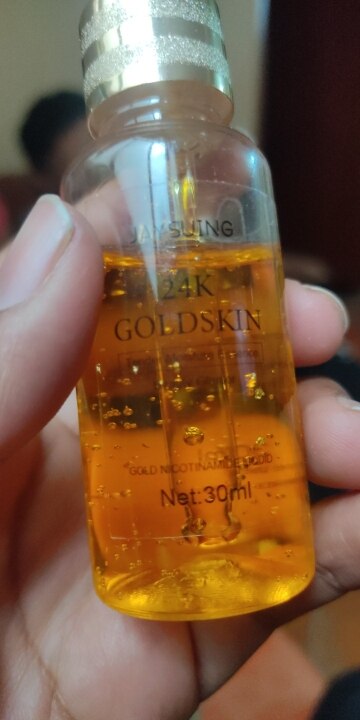 JAYSUING
24K
GOLDSKIN
GOLD NICOTINAMIDE LIQUID
Net:30ml